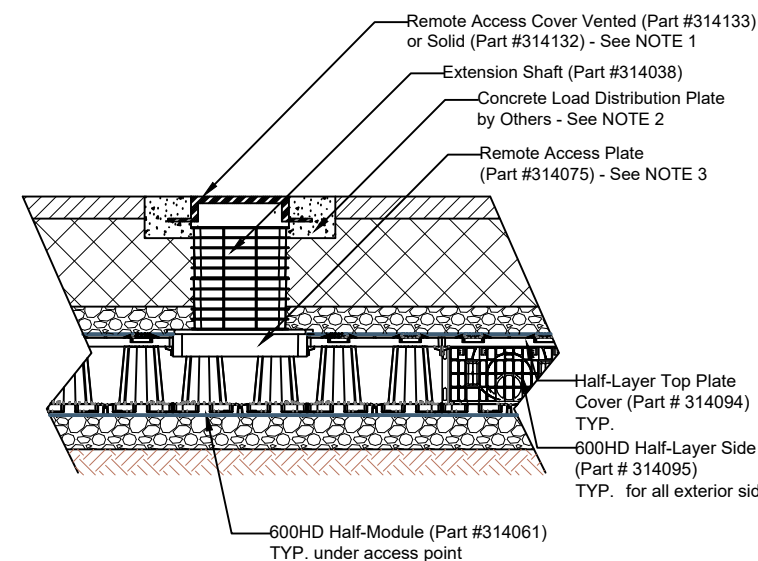 Remote Access Cover Vented (Part #314133)
or Solid (Part #314132) - See NOTE 1
Extension Shaft (Part #314038)
Concrete Load Distribution Plate
by Others - See NOTE 2
Remote Access Plate
(Part #314075) - See NOTE 3
Half-Layer Top Plate
Cover (Part # 314094)
TYP.
600HD Half-Layer Side
(Part # 314095)
TYP. for all exterior sid
600HD Half-Module (Part #314061)
TYP. under access point